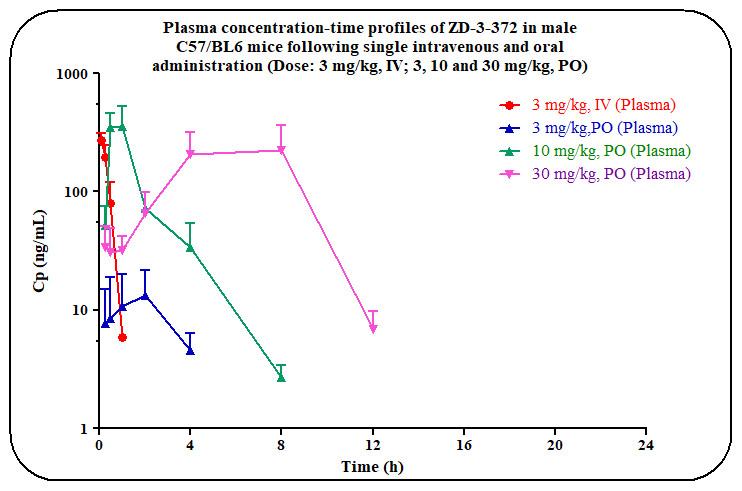 Plasma concentration-time profiles of ZD-3-372 in male
C57/BL6 mice following single intravenous and oral
administration (Dose: 3 mg/kg, IV; 3, 10 and 30 mg/kg, PO)
1000
100
10
1
Cp (ng/mL)
3 mg/kg, IV (Plasma)
3 mg/kg,PO (Plasma)
10 mg/kg, PO (Plasma)
30 mg/kg, PO (Plasma)
0 4 8 12 16 20 24
Time (h)